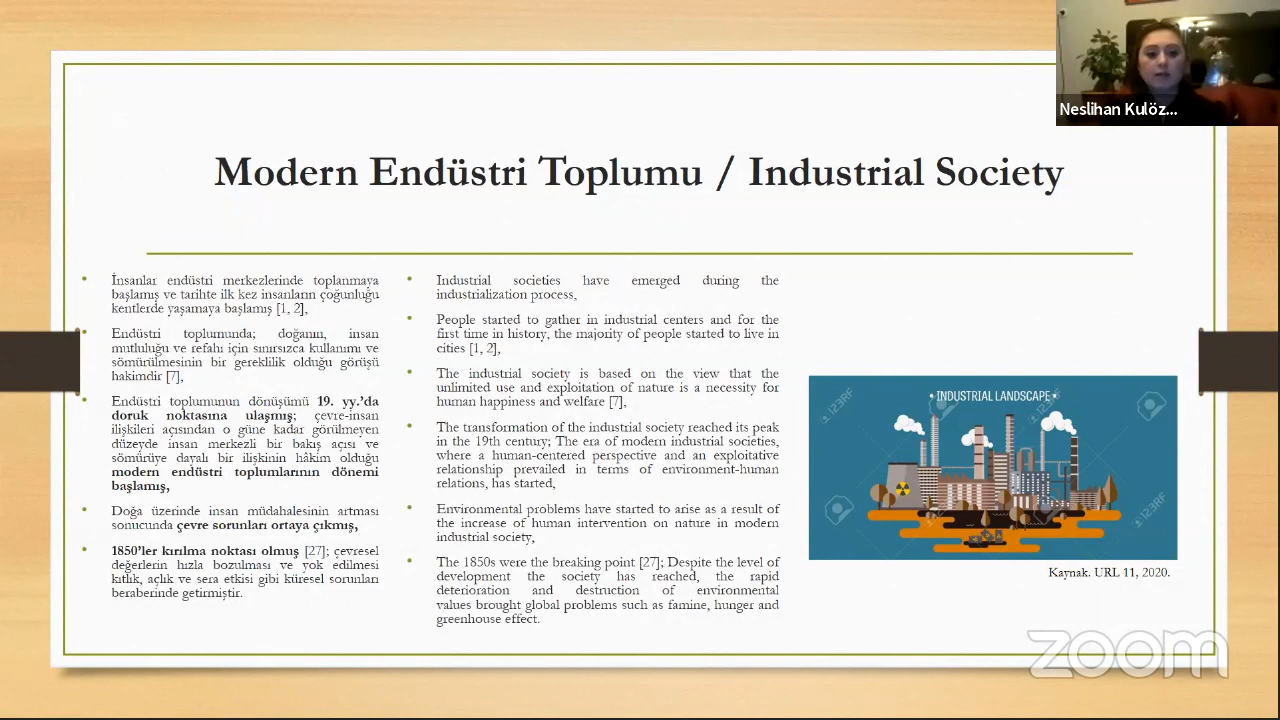 Neslihan Kulöz...
Modern Endüstri Toplumu / Industrial Society
İnsanlar endüstri merkezlerinde toplanmaya
başlamış ve tarihte ilk kez insanların çoğunluğu
kentlerde yaşamaya başlamış [1, 2],
Endüstri toplumunda; doğanın, insan
mutluluğu ve refahı için sınırsızca kullanımı ve
sömürülmesinin bir gereklilik olduğu görüşü
hakimdir [7],
Endüstri toplumunun dönüşümü 19. yy.'da
doruk noktasına ulaşmış; çevre-insan
ilişkileri açısından o güne kadar görülmeyen
düzeyde insan merkezli bir bakış açısı ve
sömürüye dayalı bir ilişkinin hâkim olduğu
modern endüstri toplumlarının dönemi
başlamış,
Doğa üzerinde insan müdahalesinin artışı
sonucunda çevre sorunları ortaya çıkmış,
1850'ler kırılma noktası olmuş [27]; çevresel
değerlerin hızla bozulması ve yok edilmesi
kıtlık, açlık ve sera etkisi gibi küresel sorunları
beraberinde getirmiştir.
Industrial societies have emerged during the
industrialization process,
People started to gather in industrial centers and for the
first time in history, the majority of people started to live in
cities [1, 2],
The industrial society is based on the view that the
unlimited use and exploitation of nature is a necessity for
human happiness and welfare [7],
The transformation of the industrial society reached its peak
in the 19th century; The era of modern industrial societies,
where a human-centered perspective and an exploitative
relationship prevailed in terms of environment-human
relations, has started,
Environmental problems have started to arise as a result of
the increase of human intervention on nature in modern
industrial society,
The 1850s were the breaking point [27]; Despite the level of
development the society has reached, the rapid
deterioration and destruction of environmental
values brought global problems such as famine, hunger and
greenhouse effect.
• INDUSTRIAL LANDSCAPE •
123RF
123RF
123RF
123RF
Kaynak. URL 11, 2020.
zoom